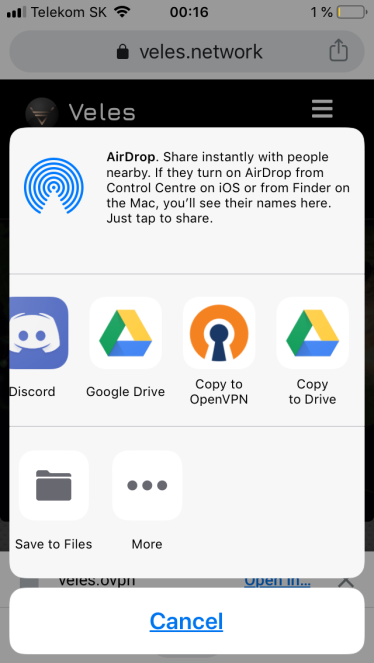 Telekom SK 00:16 1 %
veles.network
Veles
AirDrop. Share instantly with people
nearby. If they turn on AirDrop from
Control Centre on iOS or from Finder on
the Mac, you'll see their names here.
Just tap to share.
Discord Google Drive Copy to OpenVPN Copy to Drive
Save to Files More
veles.ovpn Open in...
Cancel